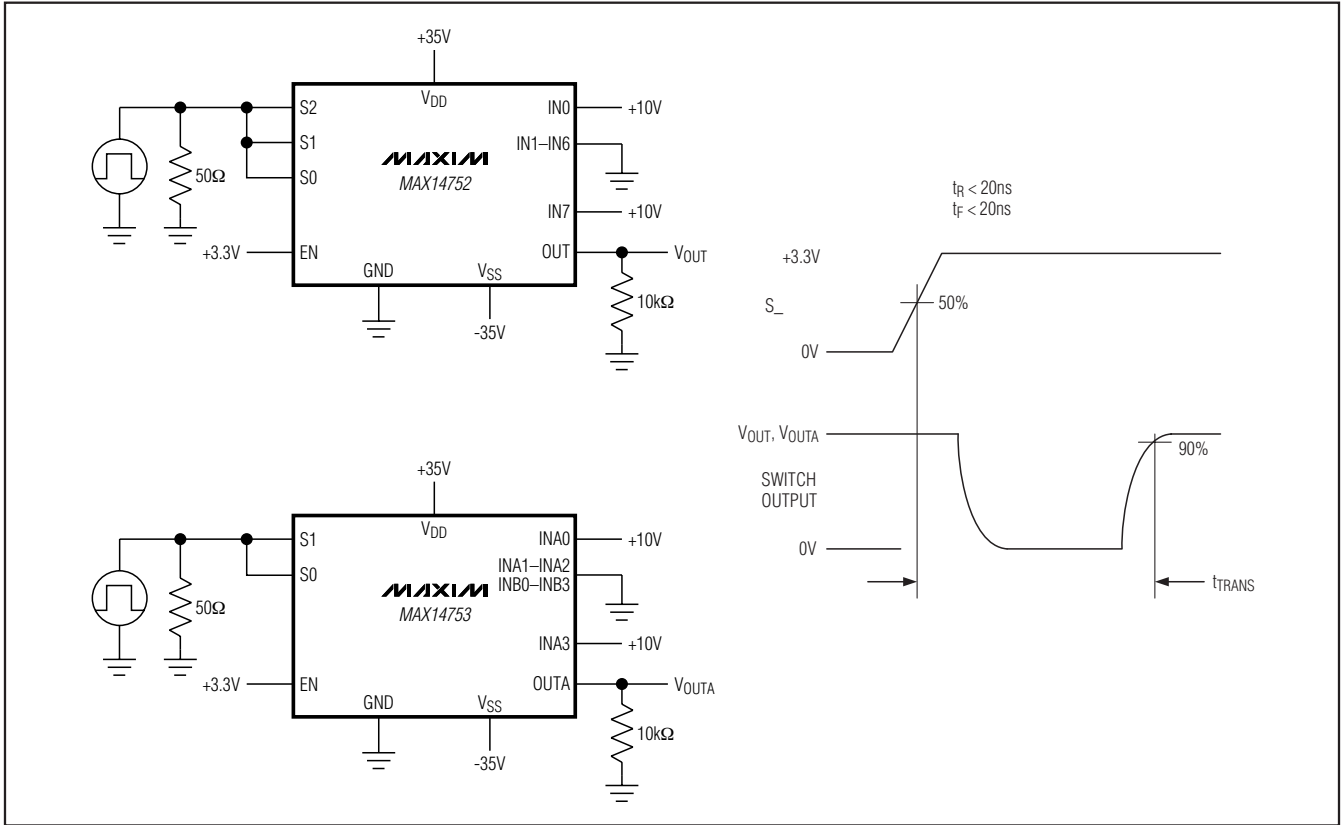 +35V
VDD
S2
S1
S0
50Ω
+3.3V
EN
MAXIM
MAX14752
GND
VSS
-35V
IN0
+10V
IN1–IN6
IN7
+10V
OUT
VOUT
10kΩ
+35V
VDD
S1
S0
50Ω
+3.3V
EN
MAXIM
MAX14753
GND
VSS
-35V
INA0
+10V
INA1–INA2
INB0–INB3
INA3
+10V
OUTA
VOUTA
10kΩ
tR < 20ns
tF < 20ns
+3.3V
S_
50%
0V
VOUT, VOUTA
90%
SWITCH
OUTPUT
0V
tTRANS